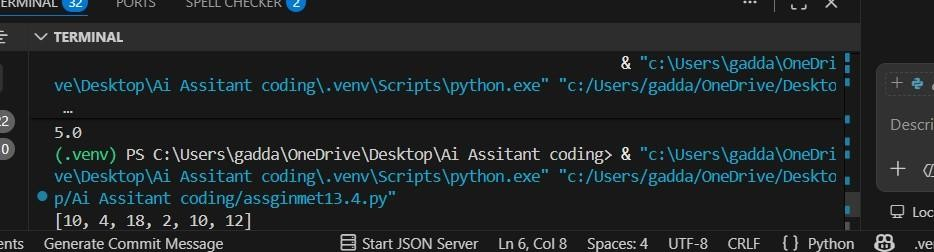 TERMINAL 32 PORTS SPELL CHECKER 2 ...
TERMINAL
& "c:\Users\gadda\OneDri
ve\Desktop\Ai Assitant coding\.venv\Scripts\python.exe" "c:/Users/gadda/OneDrive/Deskto
...
5.0
(.venv) PS C:\Users\gadda\OneDrive\Desktop\Ai Assitant coding> & "c:\Users\gadda\OneDri
ve\Desktop\Ai Assitant coding\.venv\Scripts\python.exe" "c:/Users/gadda/OneDrive/Deskto
p/Ai Assitant coding/assginmet13.4.py"
[10, 4, 18, 2, 10, 12]
22
0
+
Descri
+
Loc
ents Generate Commit Message Start JSON Server Ln 6, Col 8 Spaces: 4 UTF-8 CRLF {} Python .ve